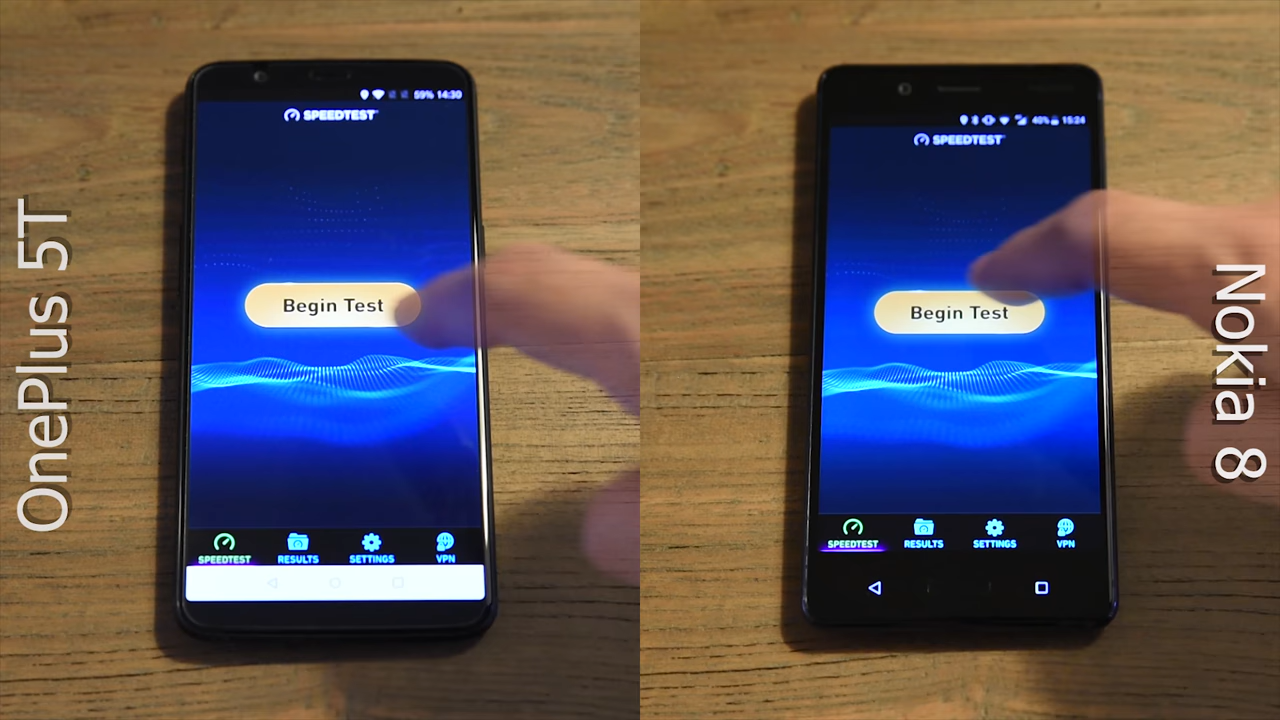 OnePlus 5T
59% 14:30
SPEEDTEST
Begin Test
SPEEDTEST
RESULTS
SETTINGS
VPN
40% 15:24
SPEEDTEST
Begin Test
SPEEDTEST
RESULTS
SETTINGS
VPN
Nokia 8